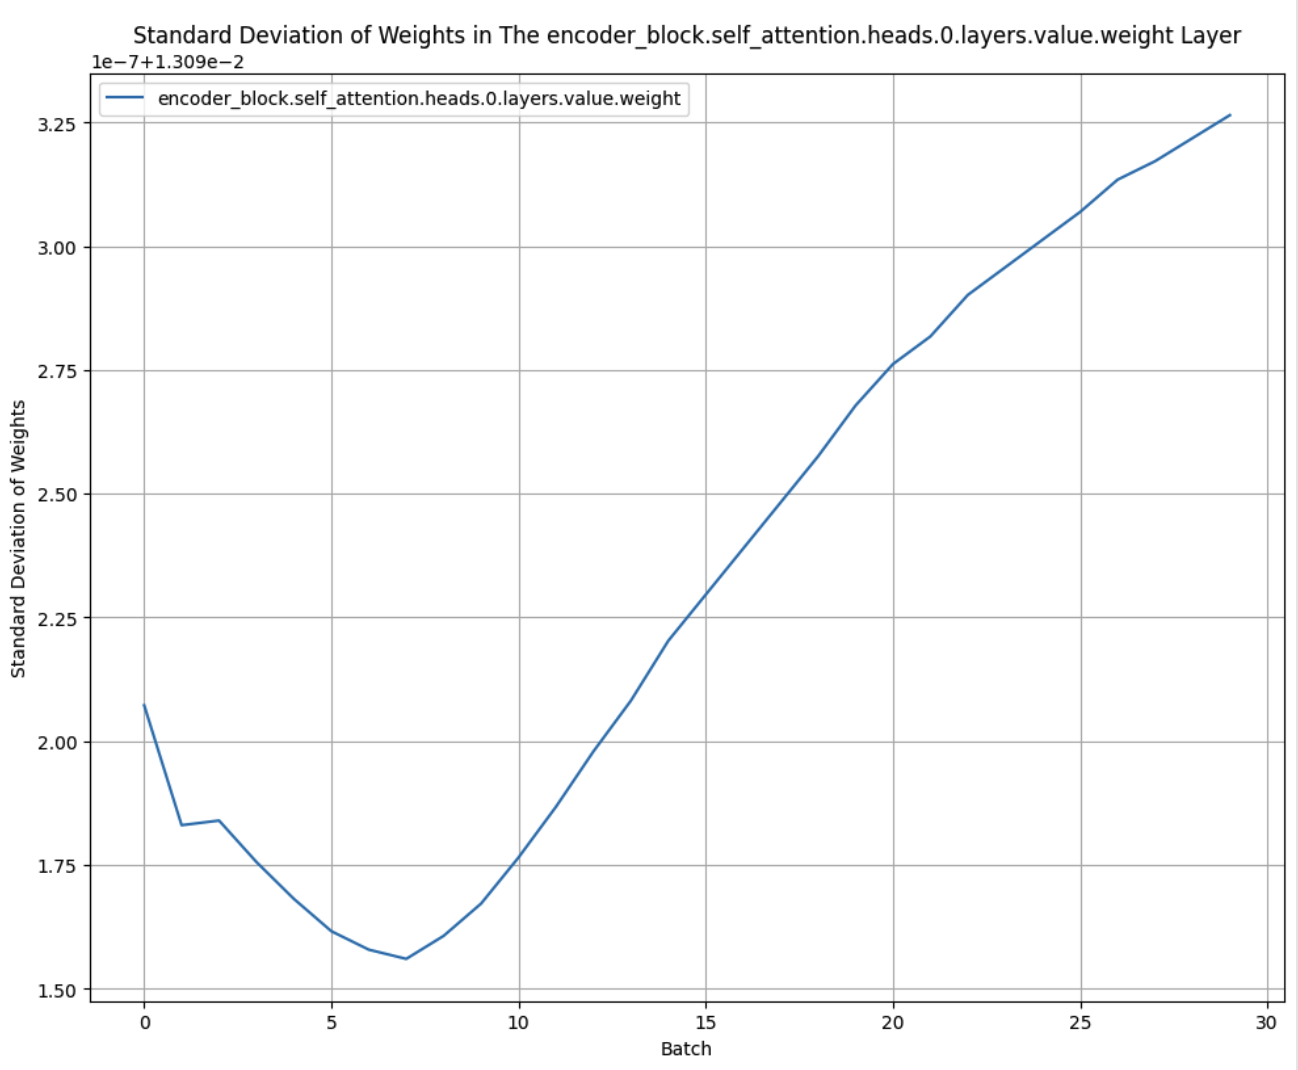 Standard Deviation of Weights in The encoder_block.self_attention.heads.0.layers.value.weight Layer
1e−7+1.309e−2
encoder_block.self_attention.heads.0.layers.value.weight
3.25
3.00
2.75
2.50
2.25
2.00
1.75
1.50
Standard Deviation of Weights
0 5 10 15 20 25 30
Batch